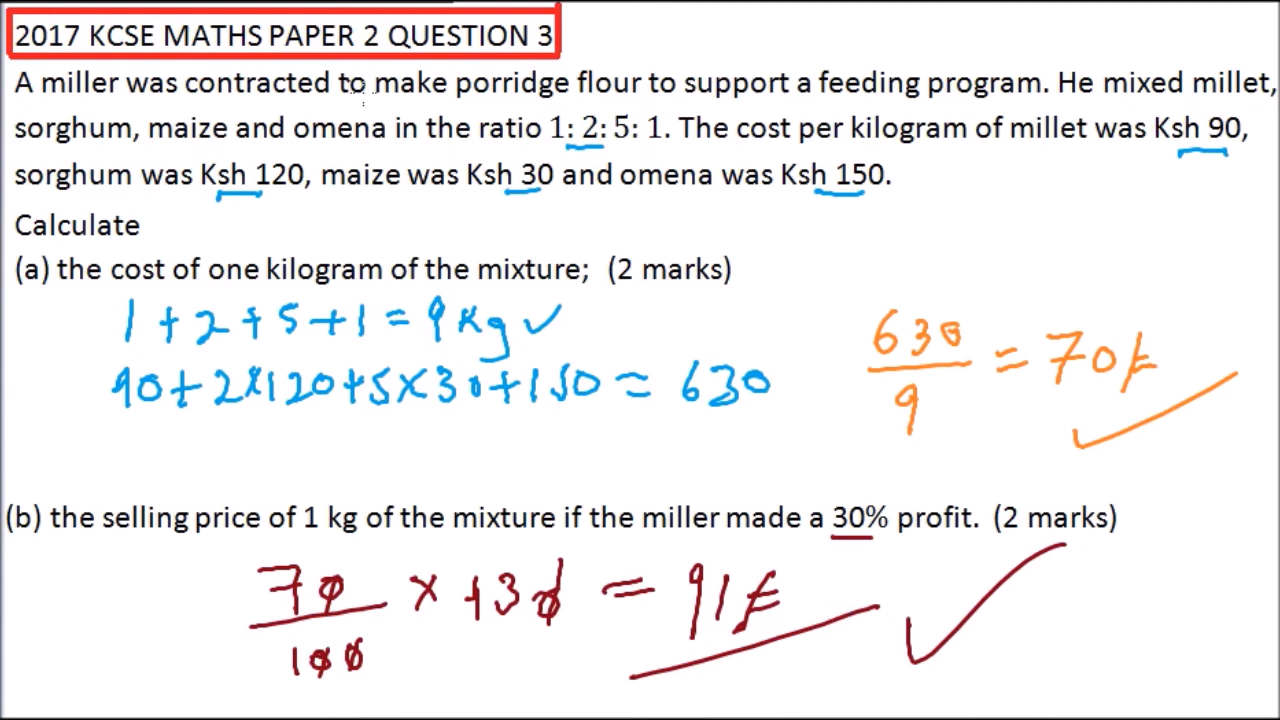 2017 KCSE MATHS PAPER 2 QUESTION 3
A miller was contracted to make porridge flour to support a feeding program. He mixed millet,
sorghum, maize and omena in the ratio 1: 2: 5: 1. The cost per kilogram of millet was Ksh 90,
sorghum was Ksh 120, maize was Ksh 30 and omena was Ksh 150.
Calculate
(a) the cost of one kilogram of the mixture; (2 marks)
1 + 2 + 5 + 1 = 9 kg ✓
90 + 2×120 + 5×30 + 150 = 630
630/9 = 70/= ✓
(b) the selling price of 1 kg of the mixture if the miller made a 30% profit. (2 marks)
70/100 × 130 = 91/= ✓